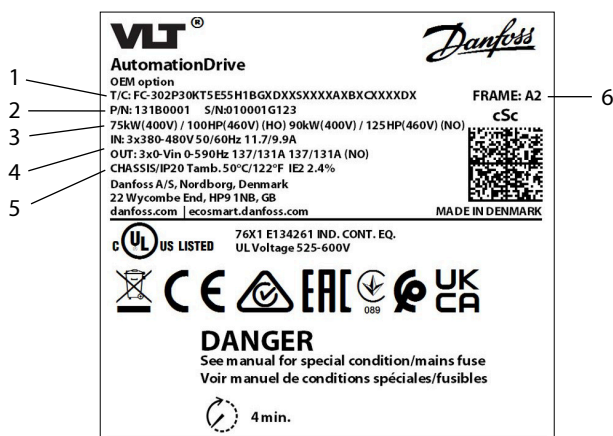 VLT®
Danfoss
AutomationDrive
OEM option
1
T/C: FC-302P30KT5E55H1BGXDXXSXXXXAXBXCXXXXDX
FRAME: A2
6
2
P/N: 131B0001 S/N:010001G123
cSc
3
75kW(400V) / 100HP(460V) (HO) 90kW(400V) / 125HP(460V) (NO)
IN: 3x380-480V 50/60Hz 11.7/9.9A
4
OUT: 3x0-Vin 0-590Hz 137/131A 137/131A (NO)
5
CHASSIS/IP20 Tamb. 50°C/122°F IE2 2.4%
Danfoss A/S, Nordborg, Denmark
22 Wycombe End, HP9 1NB, GB
danfoss.com | ecosmart.danfoss.com
MADE IN DENMARK
c UL US LISTED
76X1 E134261 IND. CONT. EQ.
UL Voltage 525-600V
CE EAC 089 UK CA
DANGER
See manual for special condition/mains fuse
Voir manuel de conditions spéciales/fusibles
4 min.